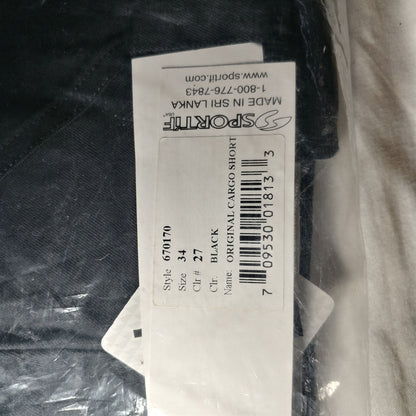 SPORTIF
USA
MADE IN SRI LANKA
1-800-776-7843
www.sportif.com
Style 670170
Size 34
Clr # 27
Clr. BLACK
Name: ORIGINAL CARGO SHORT
7 09530 01813 3